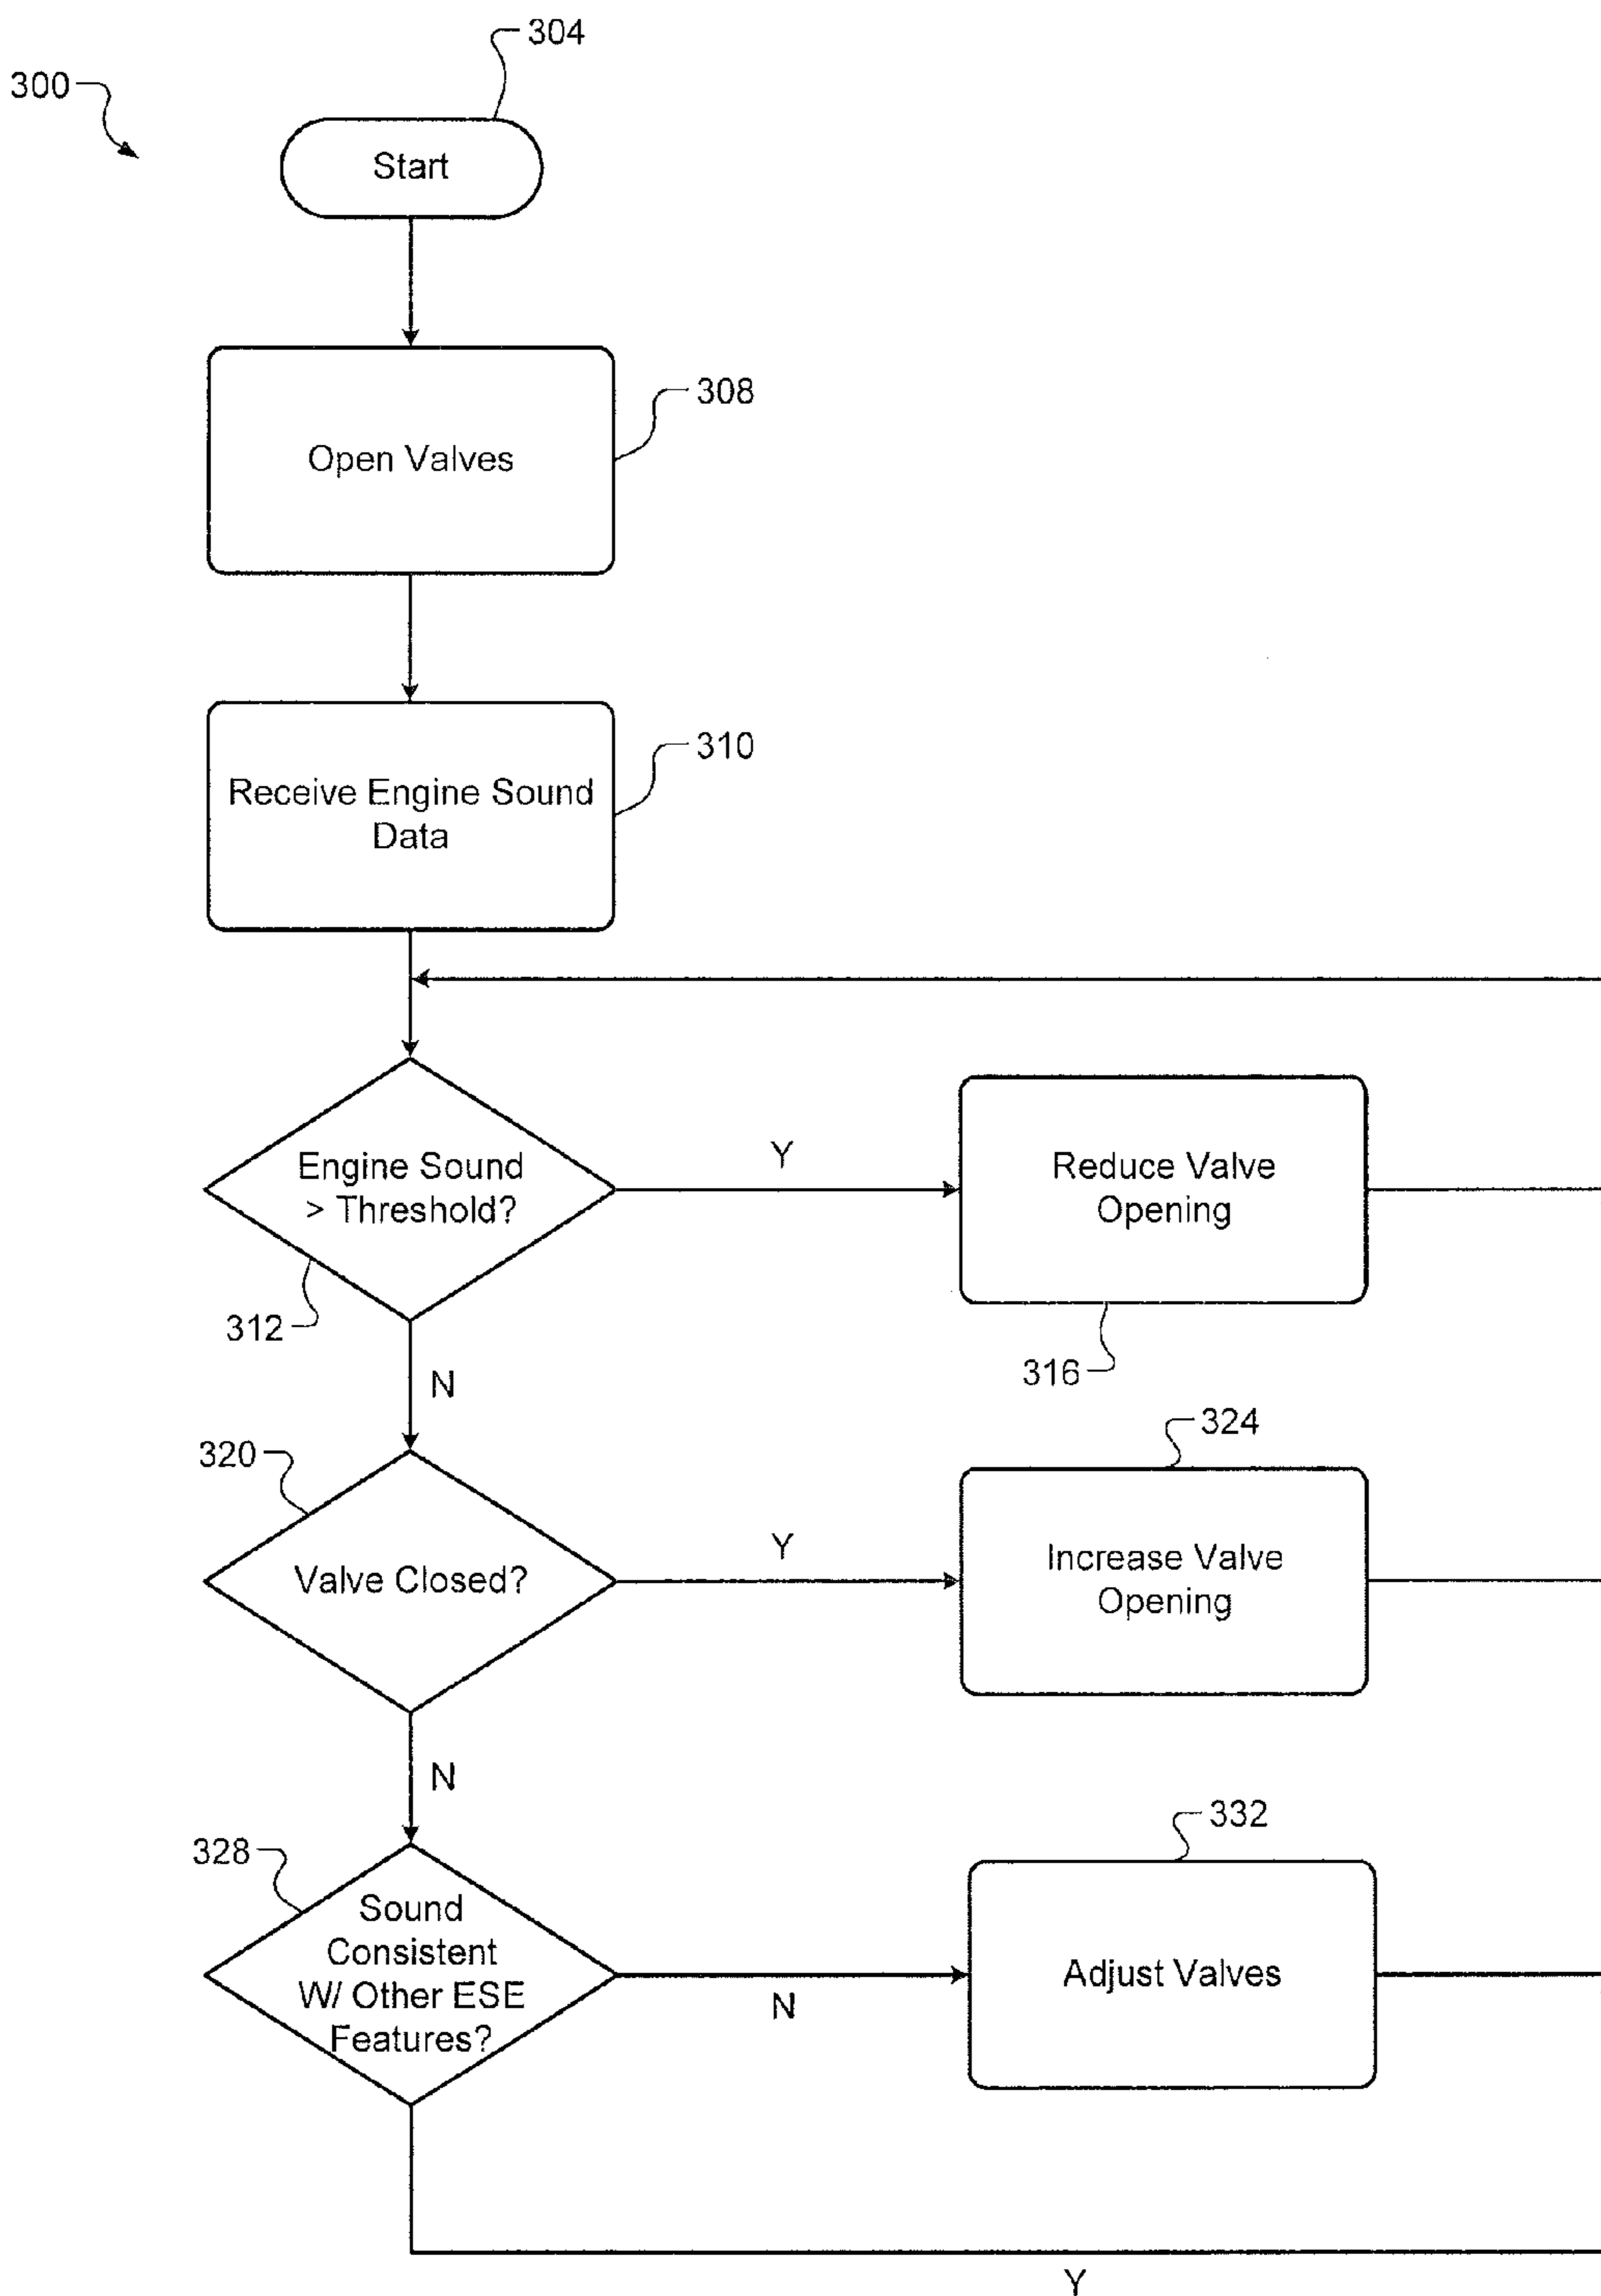 304
300
Start
308
Open Valves
310
Receive Engine Sound
Data
Engine Sound
> Threshold?
312
Y
Reduce Valve
Opening
316
N
320
Valve Closed?
Y
324
Increase Valve
Opening
N
328
Sound
Consistent
W/ Other ESE
Features?
N
332
Adjust Valves
Y